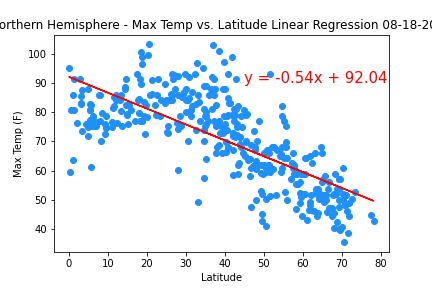 orthern Hemisphere - Max Temp vs. Latitude Linear Regression 08-18-20
100
90
80
70
60
50
40
y = -0.54x + 92.04
Max Temp (F)
0 10 20 30 40 50 60 70 80
Latitude